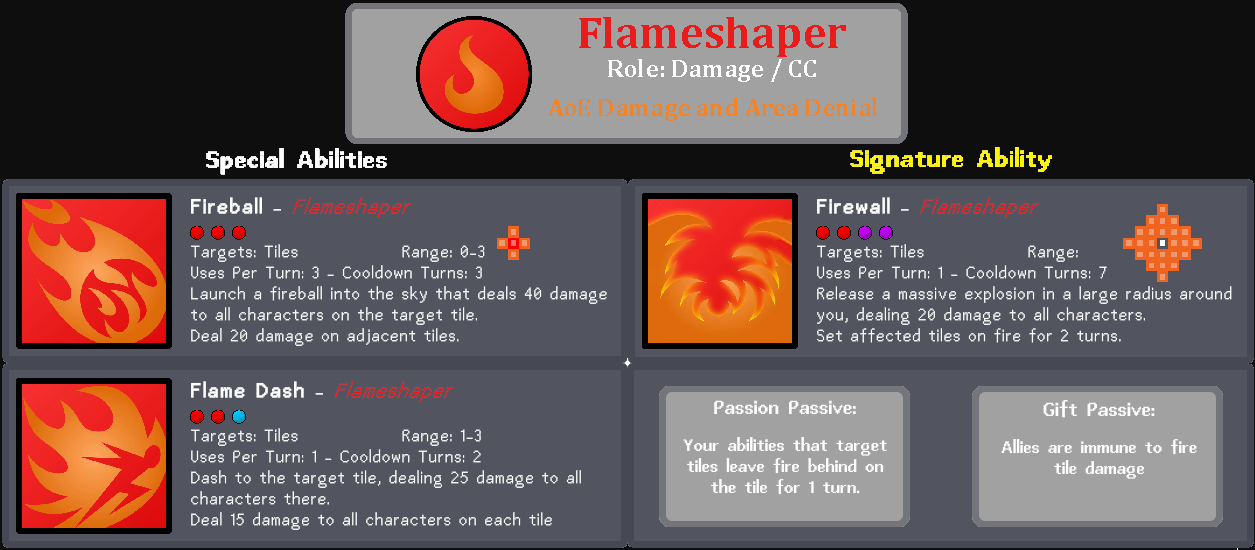 Flameshaper
Role: Damage / CC
AoE Damage and Area Denial
Special Abilities
Fireball - Flameshaper
Targets: Tiles Range: 0-3
Uses Per Turn: 3 - Cooldown Turns: 3
Launch a fireball into the sky that deals 40 damage
to all characters on the target tile.
Deal 20 damage on adjacent tiles.
Flame Dash - Flameshaper
Targets: Tiles Range: 1-3
Uses Per Turn: 1 - Cooldown Turns: 2
Dash to the target tile, dealing 25 damage to all
characters there.
Deal 15 damage to all characters on each tile
Signature Ability
Firewall - Flameshaper
Targets: Tiles Range:
Uses Per Turn: 1 - Cooldown Turns: 7
Release a massive explosion in a large radius around
you, dealing 20 damage to all characters.
Set affected tiles on fire for 2 turns.
Passion Passive:
Your abilities that target
tiles leave fire behind on
the tile for 1 turn.
Gift Passive:
Allies are immune to fire
tile damage